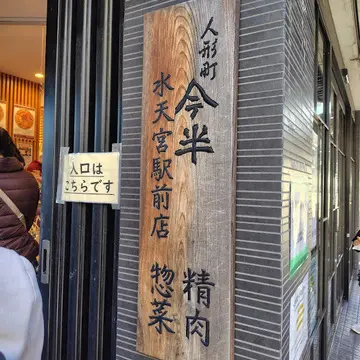 人形町
今半
水天宮駅前店
精肉
惣菜
入口は
こちらです